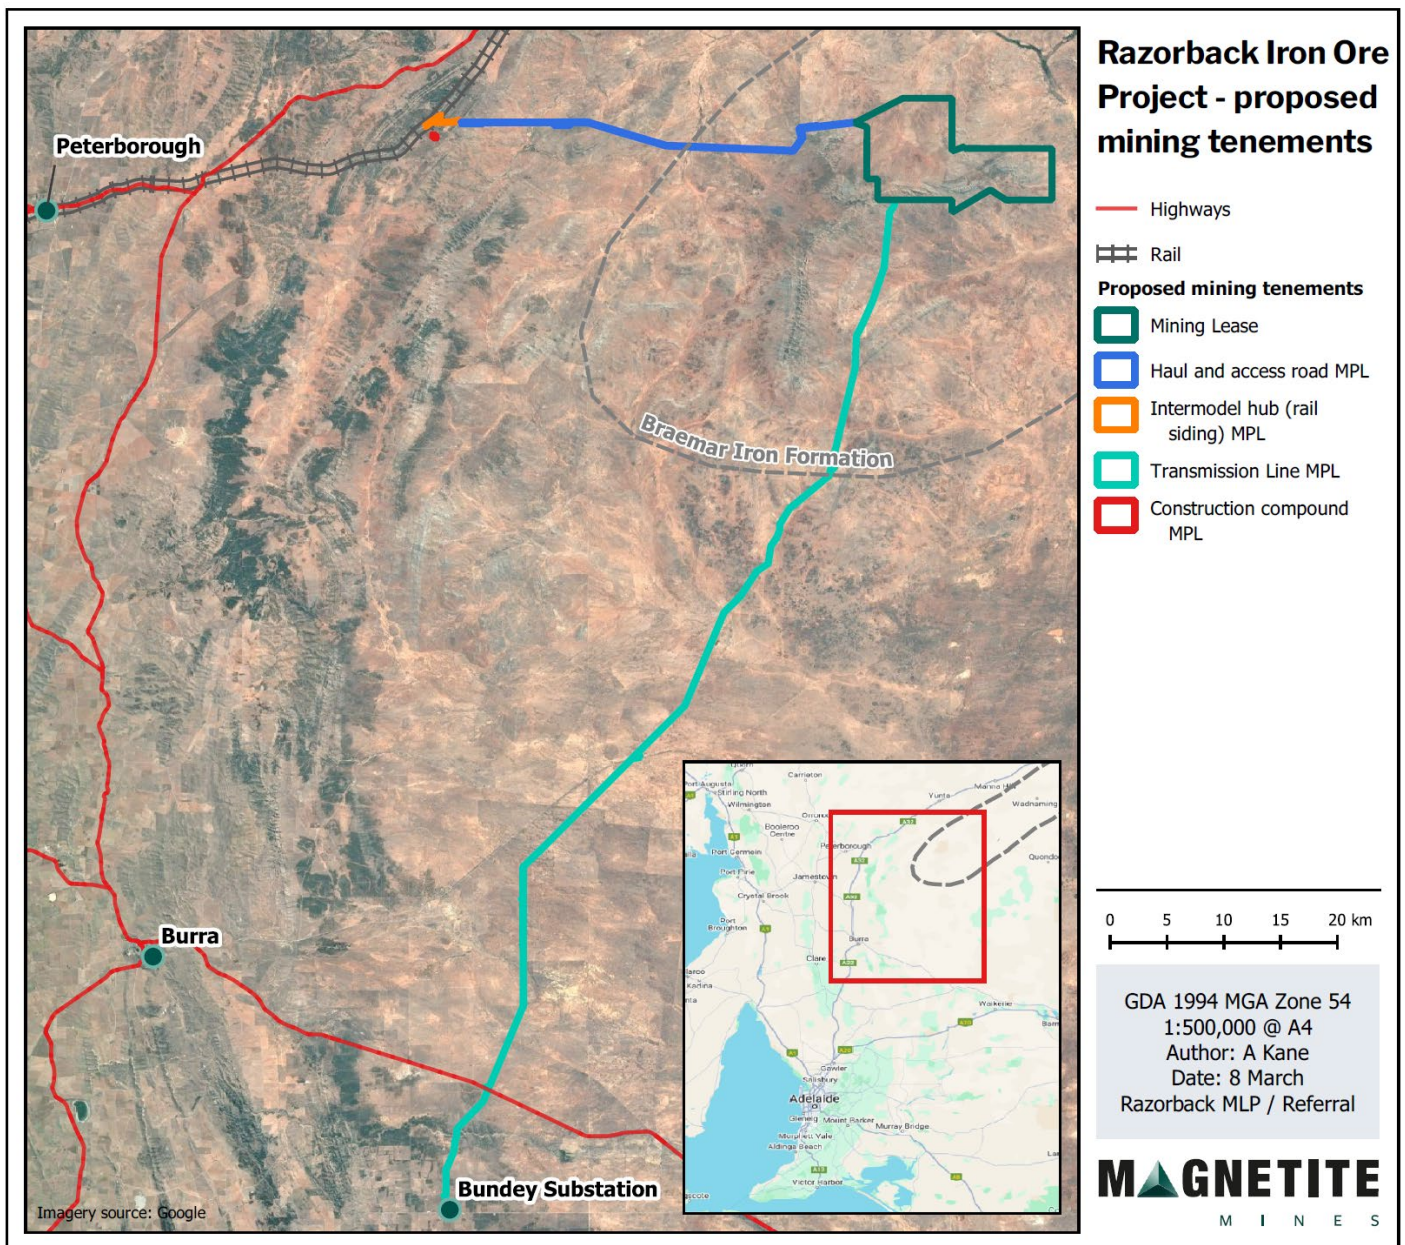 Razorback Iron Ore
Project - proposed
mining tenements
Highways
Rail
Proposed mining tenements
Mining Lease
Haul and access road MPL
Intermodel hub (rail
siding) MPL
Transmission Line MPL
Construction compound
MPL
0 5 10 15 20 km
GDA 1994 MGA Zone 54
1:500,000 @ A4
Author: A Kane
Date: 8 March
Razorback MLP / Referral
MAGNETITE
MINES
Peterborough
Braemar Iron Formation
Burra
Bundey Substation
Imagery source: Google
Carrieton
Port Augusta
Stirling North
Wilmington
Yunta
Booleroo
Centre
Peterborough
Port Germein
Port Pirie
Jamestown
Crystal Brook
Port
Broughton
Burra
Clare
Kadina
Waikerie
Gawler
Salisbury
Adelaide
Glenelg
Mount Barker
Murray Bridge
Morphett Vale
Aldinga Beach
Victor Harbor